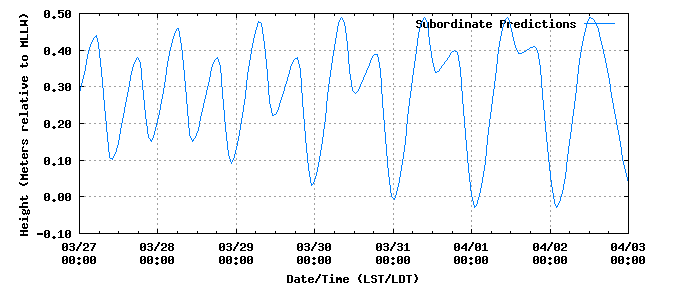 0.50
Subordinate Predictions
0.40
0.30
0.20
0.10
0.00
-0.10
Height (Meters relative to MLLW)
03/27 03/28 03/29 03/30 03/31 04/01 04/02 04/03
00:00 00:00 00:00 00:00 00:00 00:00 00:00 00:00
Date/Time (LST/LDT)